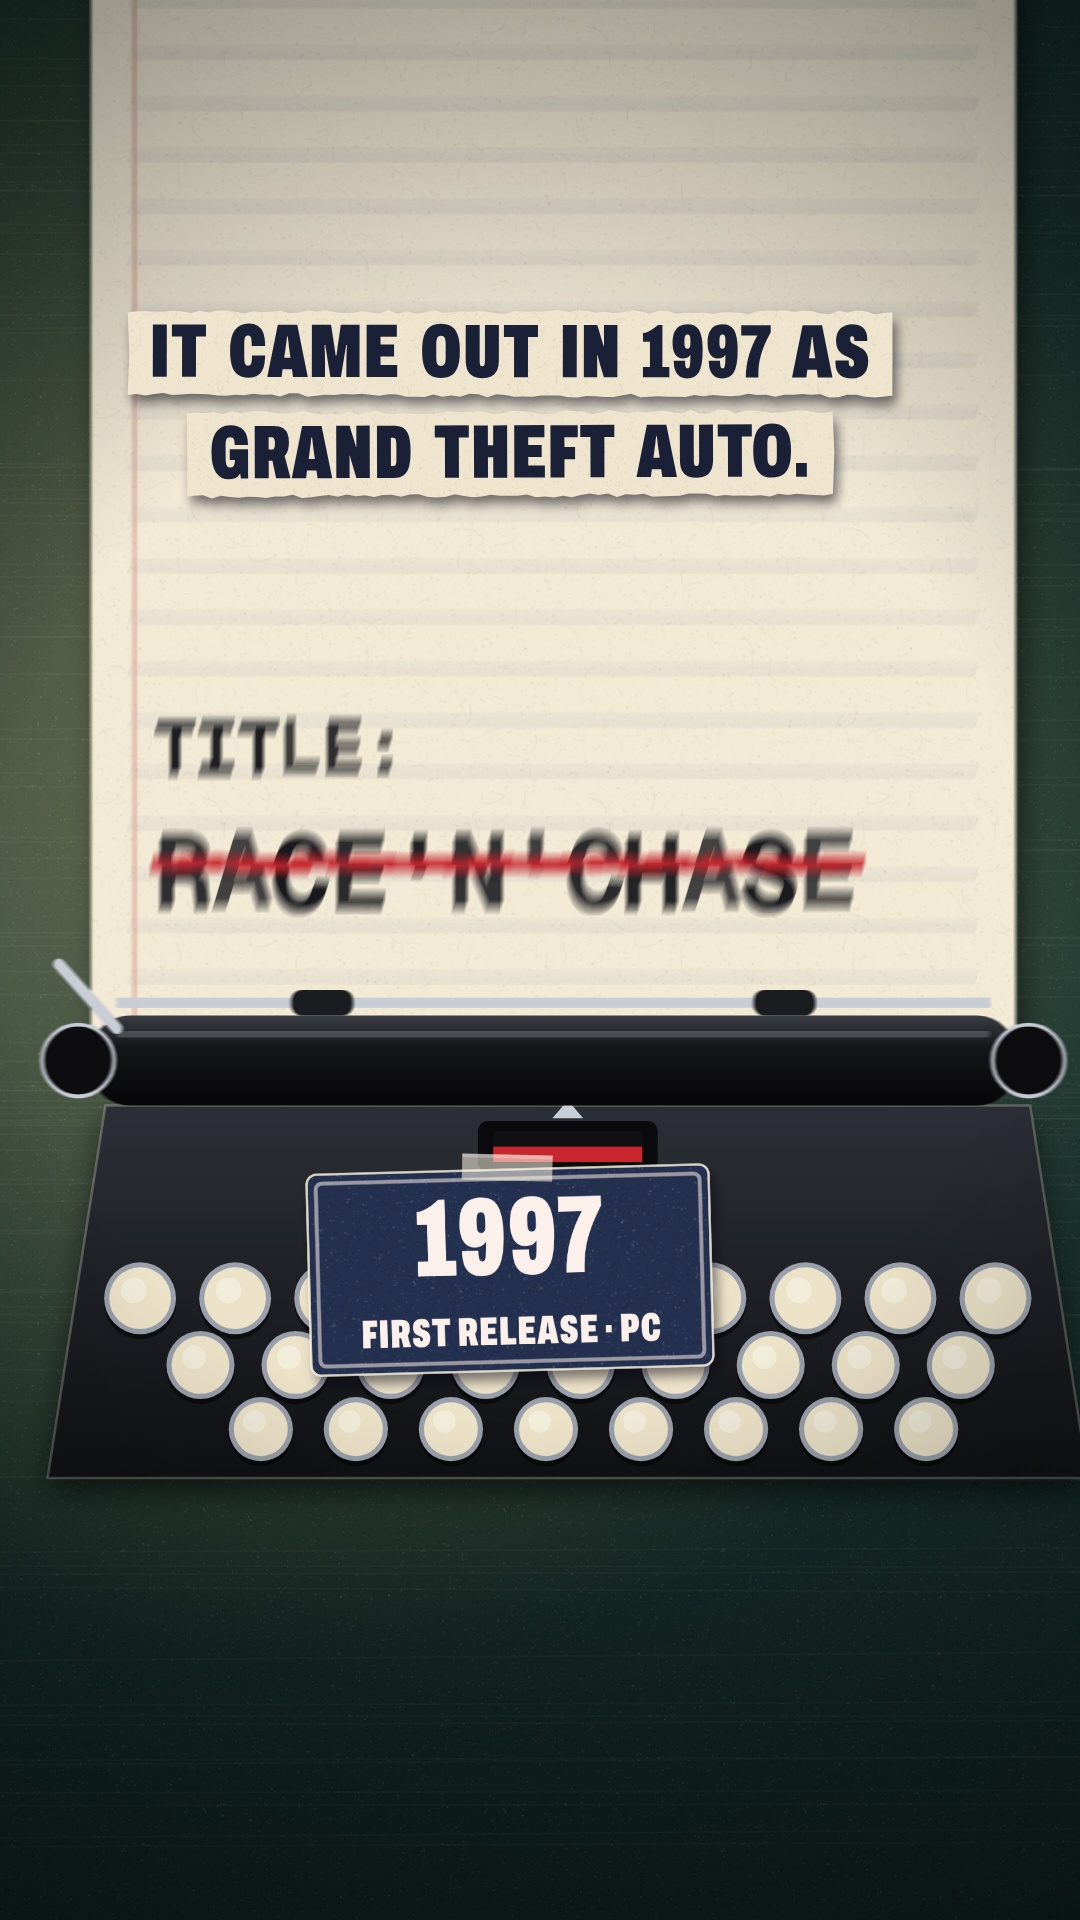 IT CAME OUT IN 1997 AS
GRAND THEFT AUTO.
TITLE:
RACE'N'CHASE
1997
FIRST RELEASE · PC